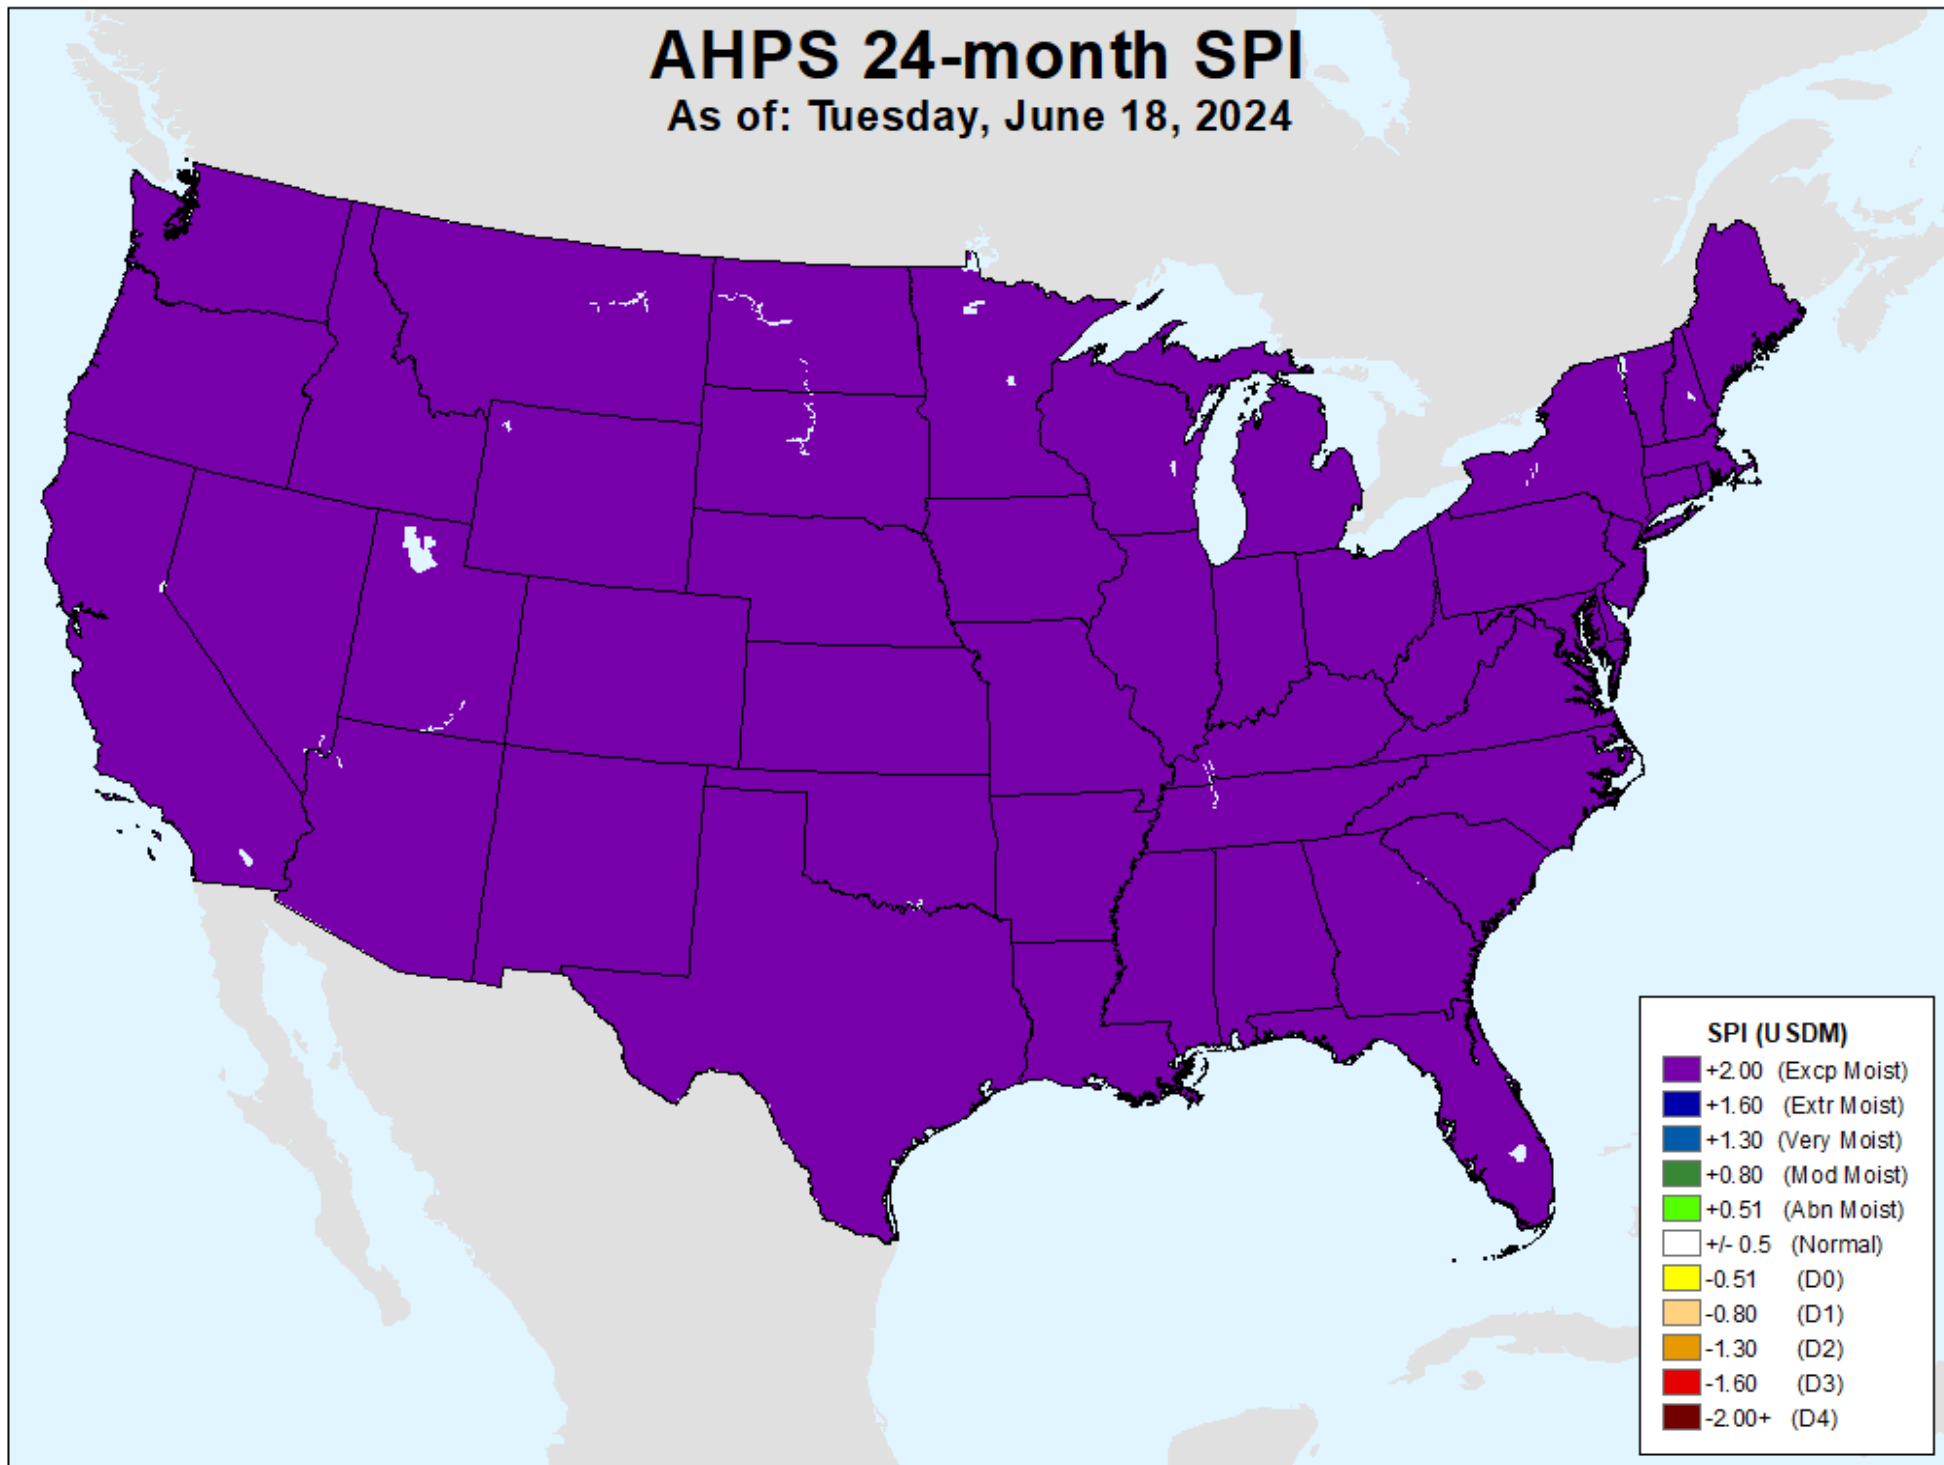 AHPS 24-month SPI
As of: Tuesday, June 18, 2024
SPI (USDM)
+2.00 (Excp Moist)
+1.60 (Extr Moist)
+1.30 (Very Moist)
+0.80 (Mod Moist)
+0.51 (Abn Moist)
+/- 0.5 (Normal)
-0.51 (D0)
-0.80 (D1)
-1.30 (D2)
-1.60 (D3)
-2.00+ (D4)